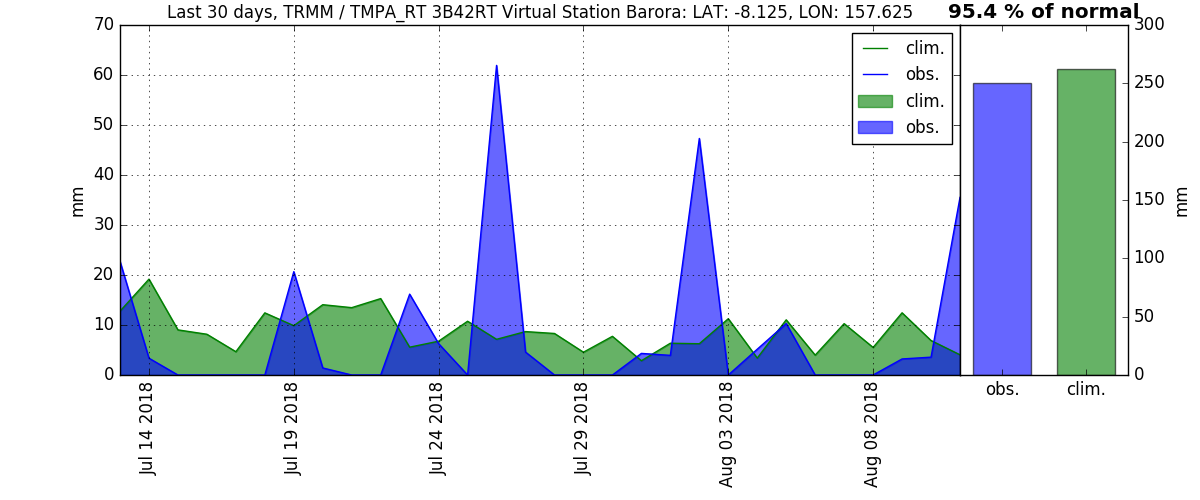 Last 30 days, TRMM / TMPA_RT 3B42RT Virtual Station Barora: LAT: -8.125, LON: 157.625
95.4 % of normal
70
60
50
40
30
20
10
0
mm
clim.
obs.
clim.
obs.
300
250
200
150
100
50
0
mm
Jul 14 2018
Jul 19 2018
Jul 24 2018
Jul 29 2018
Aug 03 2018
Aug 08 2018
obs.
clim.